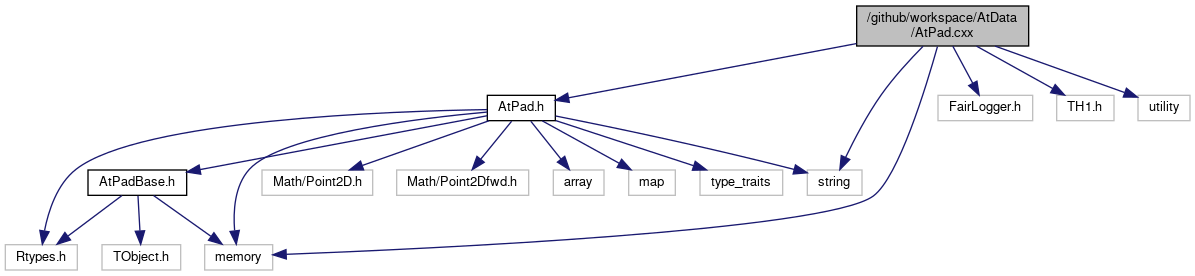 /github/workspace/AtData
/AtPad.cxx
AtPad.h
FairLogger.h
TH1.h
utility
AtPadBase.h
Math/Point2D.h
Math/Point2Dfwd.h
array
map
type_traits
string
Rtypes.h
TObject.h
memory